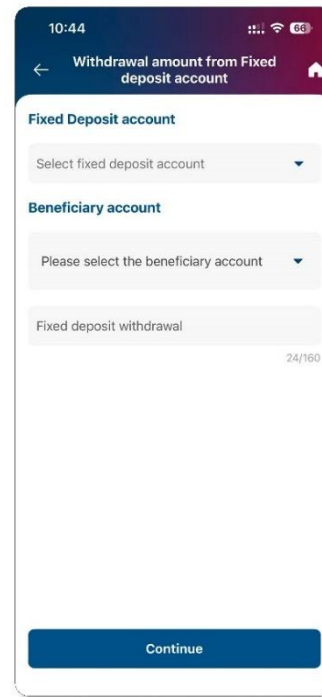 10:44
66
Withdrawal amount from Fixed
deposit account
Fixed Deposit account
Select fixed deposit account
Beneficiary account
Please select the beneficiary account
Fixed deposit withdrawal
24/160
Continue